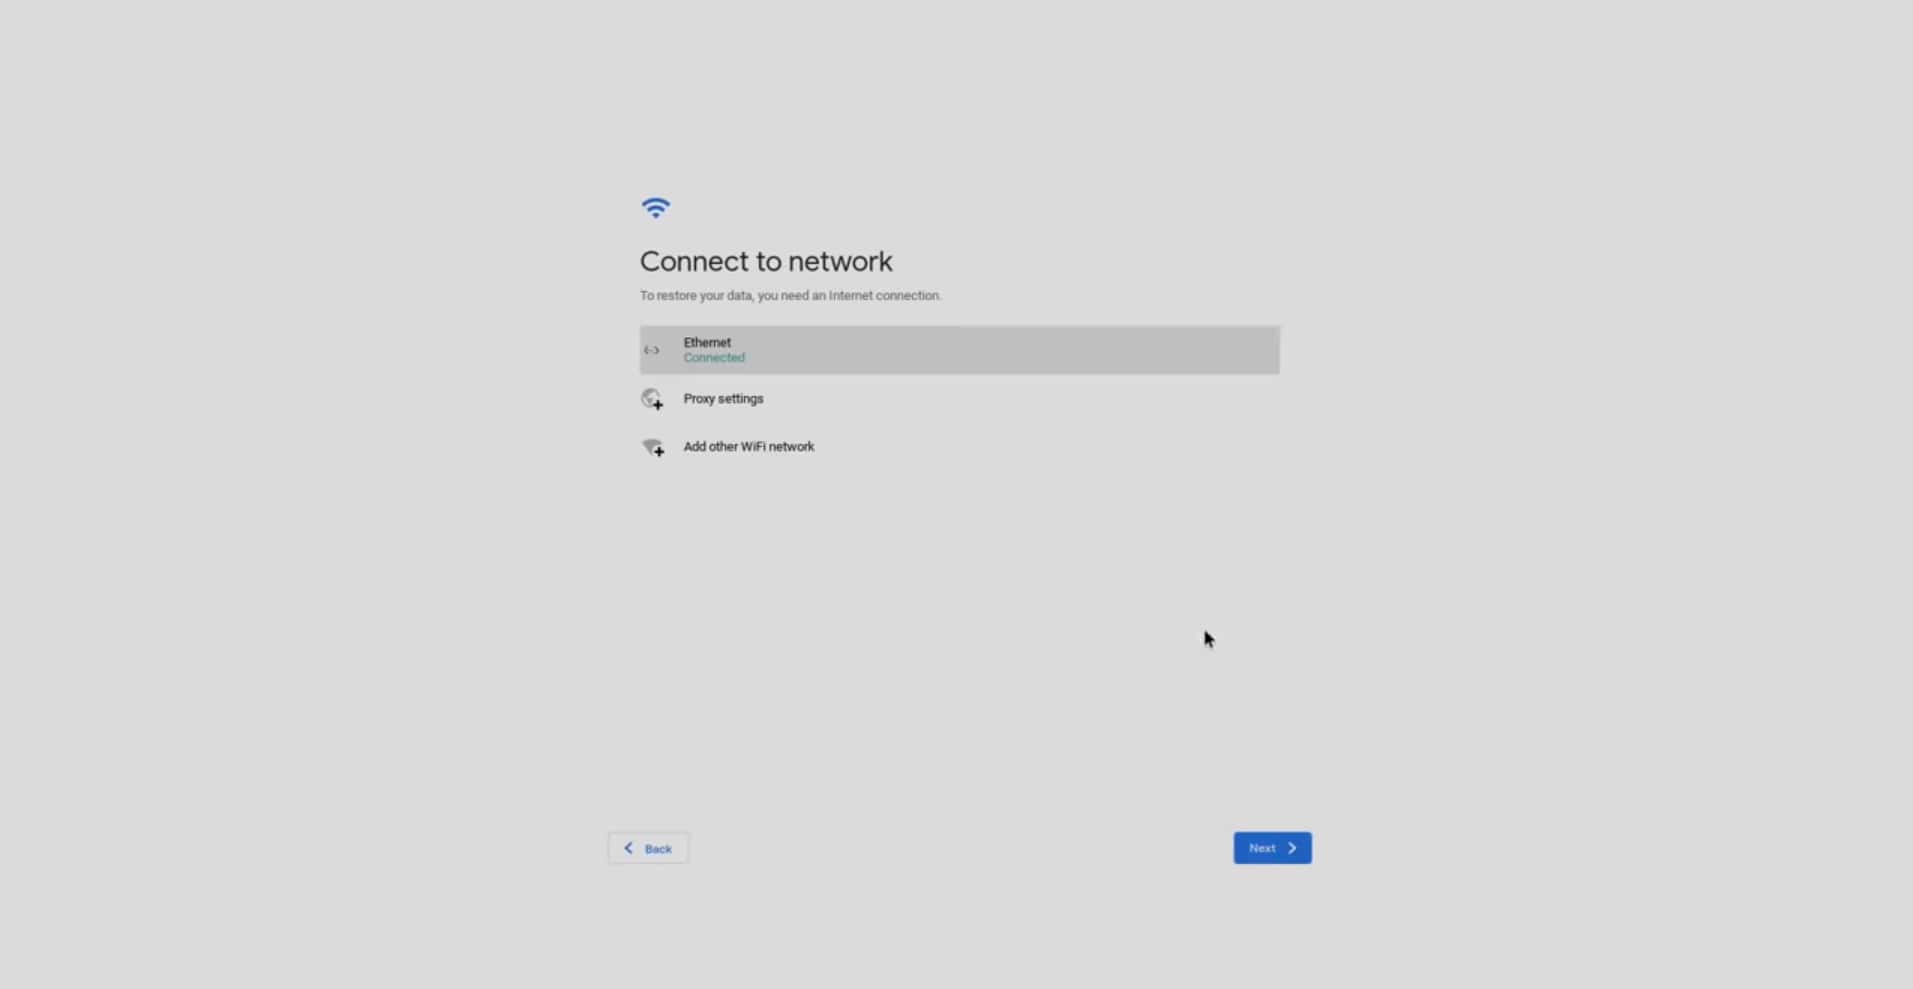 Connect to network
To restore your data, you need an Internet connection.
Ethernet
Connected
Proxy settings
Add other WiFi network
Back
Next